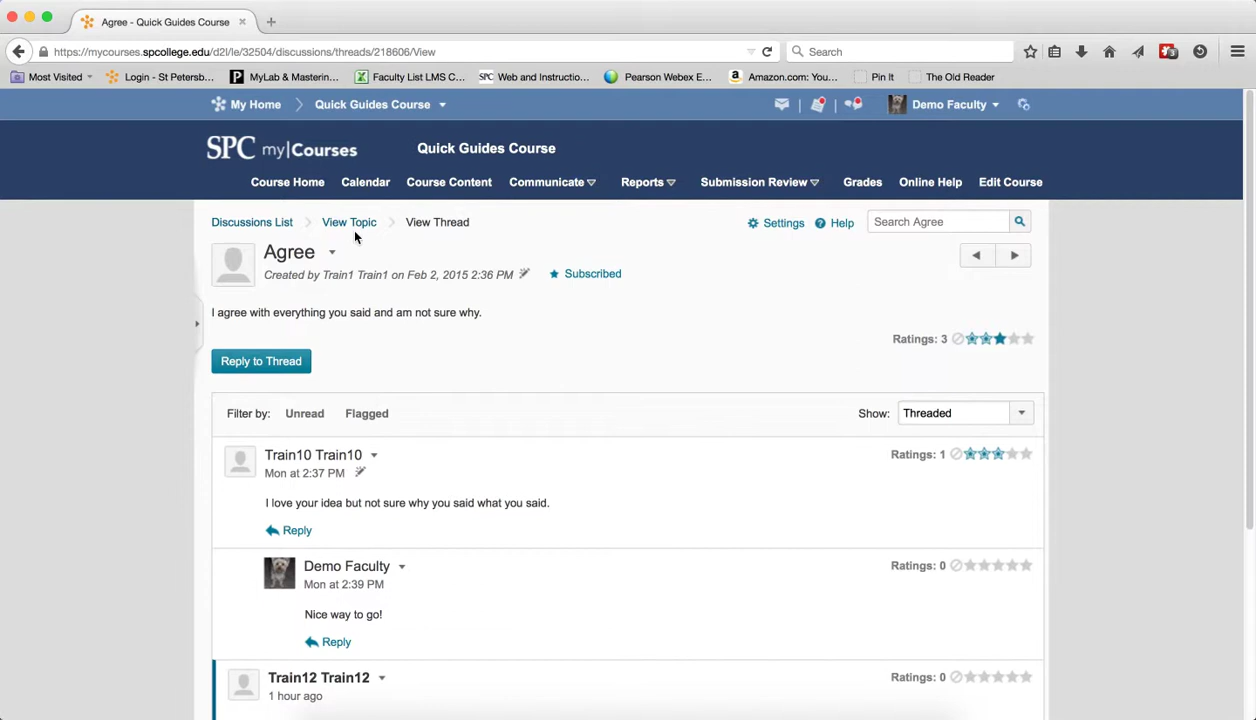 Agree - Quick Guides Course
https://mycourses.spcollege.edu/d2l/le/32504/discussions/threads/218606/View
Search
Most Visited
Login - St Petersb...
MyLab & Mastering...
Faculty List LMS C...
SPC Web and Instructio...
Pearson Webex E...
Amazon.com: You...
Pin It
The Old Reader
My Home
Quick Guides Course
Demo Faculty
SPC my|Courses
Quick Guides Course
Course Home
Calendar
Course Content
Communicate
Reports
Submission Review
Grades
Online Help
Edit Course
Discussions List
View Topic
View Thread
Settings
Help
Search Agree
Agree
Created by Train1 Train1 on Feb 2, 2015 2:36 PM
Subscribed
I agree with everything you said and am not sure why.
Ratings: 3
Reply to Thread
Filter by: Unread Flagged
Show: Threaded
Train10 Train10
Ratings: 1
Mon at 2:37 PM
I love your idea but not sure why you said what you said.
Reply
Demo Faculty
Ratings: 0
Mon at 2:39 PM
Nice way to go!
Reply
Train12 Train12
Ratings: 0
1 hour ago